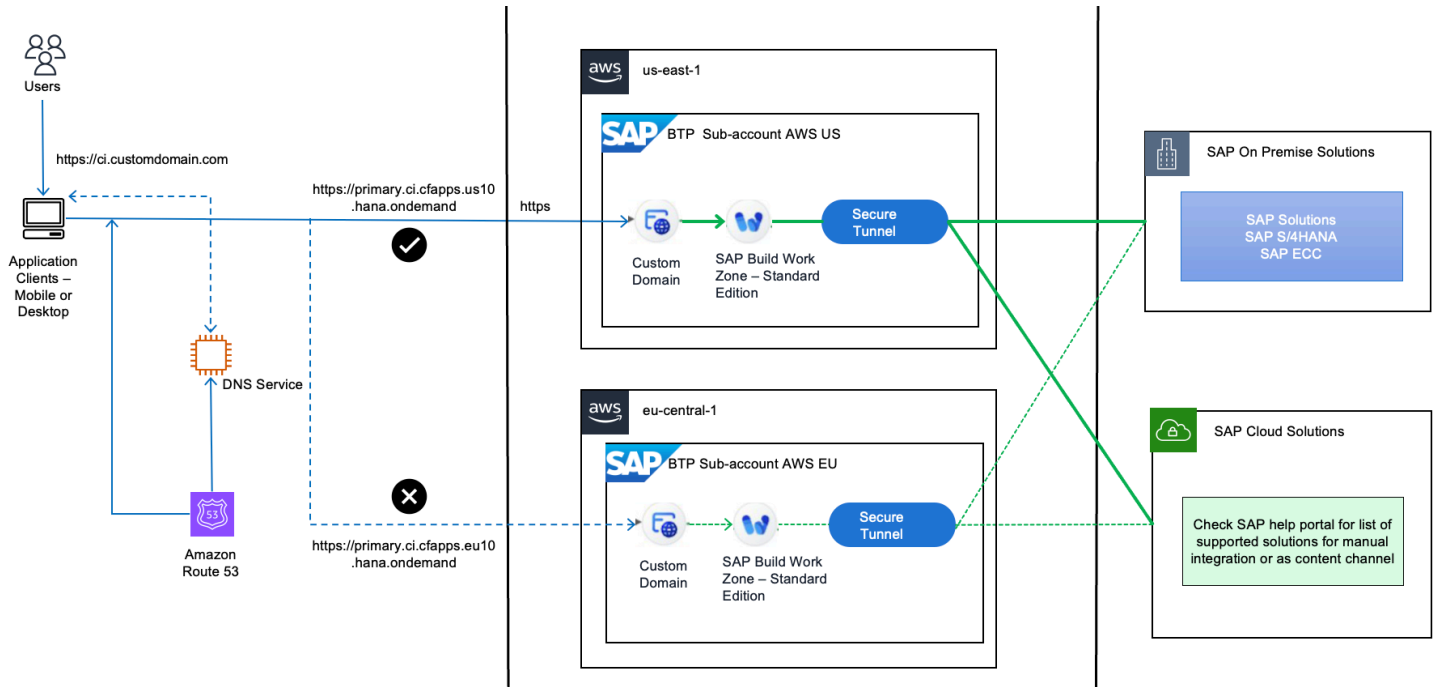 Users
https://ci.customdomain.com
Application
Clients –
Mobile or
Desktop
DNS Service
53
Amazon
Route 53
https://primary.ci.cfapps.us10
.hana.ondemand
https
https://primary.ci.cfapps.eu10
.hana.ondemand
aws
us-east-1
SAP
BTP Sub-account AWS US
Custom
Domain
SAP Build Work
Zone – Standard
Edition
Secure
Tunnel
aws
eu-central-1
SAP
BTP Sub-account AWS EU
Custom
Domain
SAP Build Work
Zone – Standard
Edition
Secure
Tunnel
SAP On Premise Solutions
SAP Solutions
SAP S/4HANA
SAP ECC
SAP Cloud Solutions
Check SAP help portal for list of
supported solutions for manual
integration or as content channel